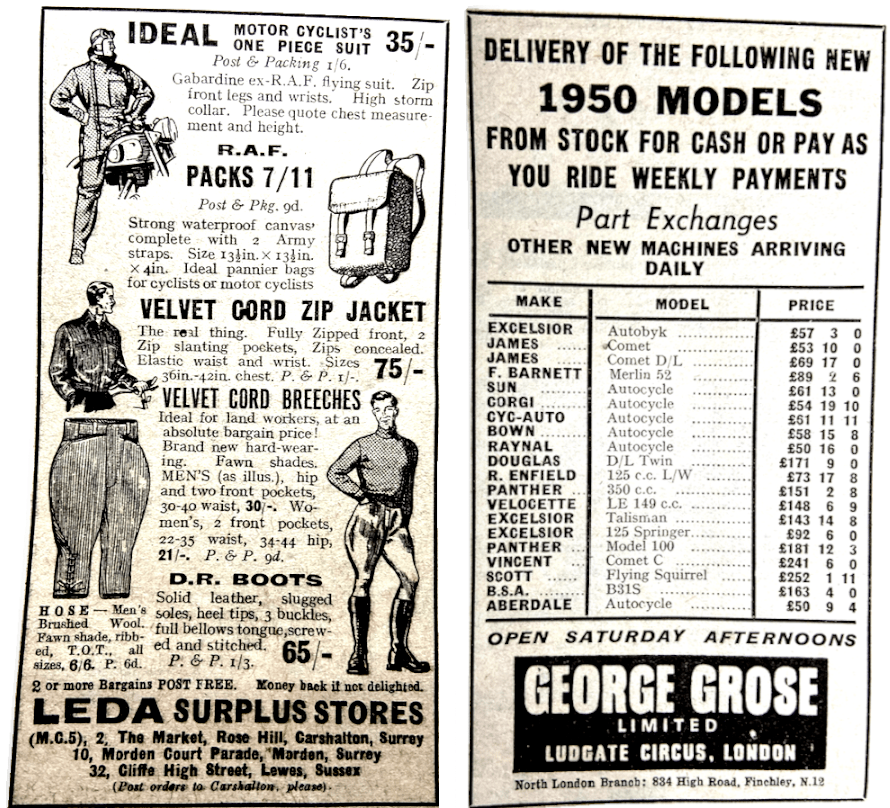 IDEAL MOTOR CYCLIST'S
ONE PIECE SUIT 35/-
Post & Packing 1/6.
Gabardine ex-R.A.F. flying suit. Zip
front legs and wrists. High storm
collar. Please quote chest measure-
ment and height.
R.A.F.
PACKS 7/11
Post & Pkg. 9d.
Strong waterproof canvas
complete with 2 Army
straps. Size 13½in. × 13½in.
× 4in. Ideal pannier bags
for cyclists or motor cyclists
VELVET CORD ZIP JACKET
The real thing. Fully Zipped front, 2
Zip slanting pockets, Zips concealed.
Elastic waist and wrist. Sizes
36in.-42in. chest. P. & P. 1/-. 75/-
VELVET CORD BREECHES
Ideal for land workers, at an
absolute bargain price!
Brand new hard-wear-
ing. Fawn shades.
MEN'S (as illus.), hip
and two front pockets,
30-40 waist, 30/-. Wo-
men's, 2 front pockets,
22-35 waist, 34-44 hip,
21/-. P. & P. 9d.
D.R. BOOTS
Solid leather, slugged
soles, heel tips, 3 buckles,
full bellows tongue, screw-
ed and stitched. 65/-
P. & P. 1/3.
HOSE — Men's
Brushed Wool.
Fawn shade, ribb-
ed, T.O.T., all
sizes, 6/6. P. 6d.
2 or more Bargains POST FREE. Money back if not delighted.
LEDA SURPLUS STORES
(M.C.5), 2, The Market, Rose Hill, Carshalton, Surrey
10, Morden Court Parade, Morden, Surrey
32, Cliffe High Street, Lewes, Sussex
(Post orders to Carshalton, please).
DELIVERY OF THE FOLLOWING NEW
1950 MODELS
FROM STOCK FOR CASH OR PAY AS
YOU RIDE WEEKLY PAYMENTS
Part Exchanges
OTHER NEW MACHINES ARRIVING
DAILY
MAKE MODEL PRICE
EXCELSIOR Autobyk £57 3 0
JAMES Comet £53 10 0
JAMES Comet D/L £69 17 0
F. BARNETT Merlin 52 £89 2 6
SUN Autocycle £61 13 0
CORGI Autocycle £54 19 10
CYC-AUTO Autocycle £51 11 11
BOWN Autocycle £58 15 8
RAYNAL Autocycle £50 16 0
DOUGLAS D/L Twin £171 9 0
R. ENFIELD 125 c.c. L/W £73 17 8
PANTHER 350 c.c. £151 2 8
VELOCETTE LE 149 c.c. £148 6 9
EXCELSIOR Talisman £143 14 8
EXCELSIOR 125 Springer £92 6 0
PANTHER Model 100 £181 12 3
VINCENT Comet C £241 6 0
SCOTT Flying Squirrel £252 1 11
B.S.A. B31S £163 4 0
ABERDALE Autocycle £50 9 4
OPEN SATURDAY AFTERNOONS
GEORGE GROSE
LIMITED
LUDGATE CIRCUS, LONDON
North London Branch: 834 High Road, Finchley, N.12